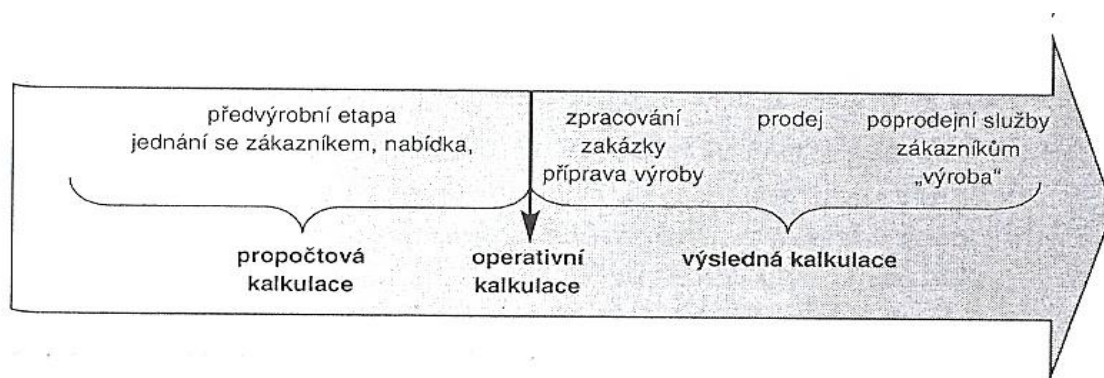 předvýrobní etapa
jednání se zákazníkem, nabídka,
zpracování
zakázky
příprava výroby
prodej
poprodejní služby
zákazníkům
„výroba“
propočtová
kalkulace
operativní
kalkulace
výsledná kalkulace